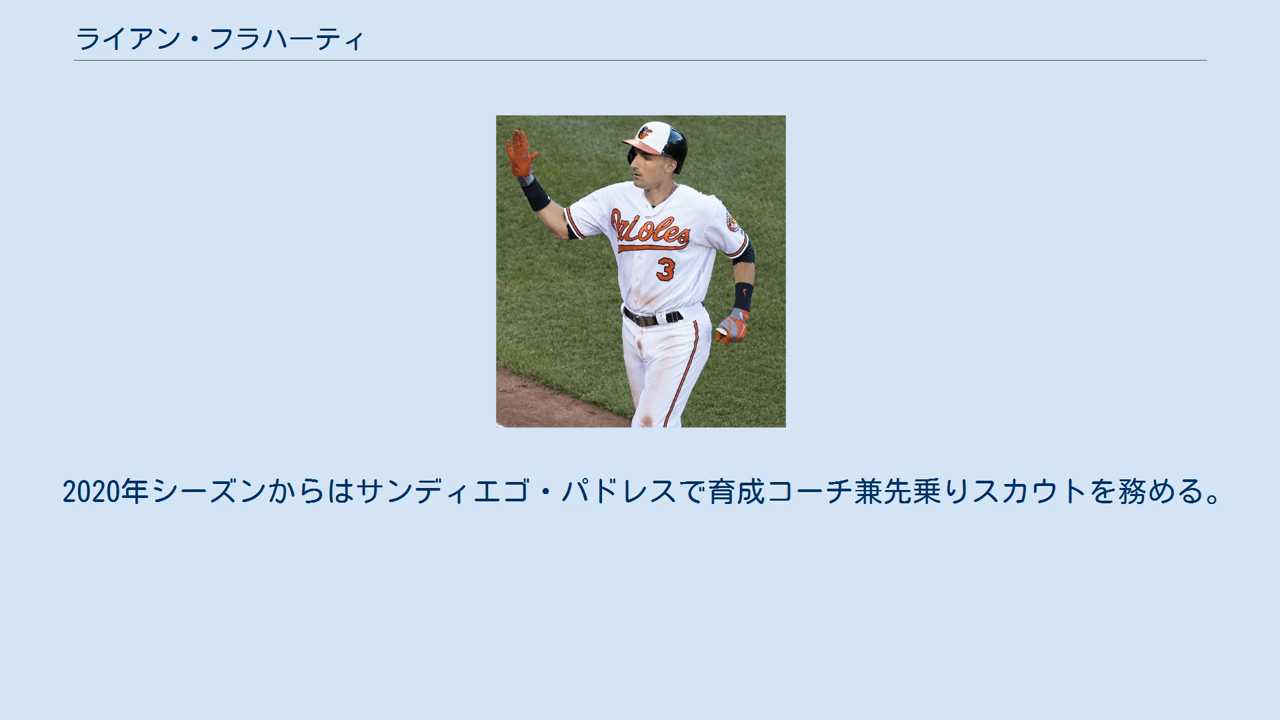 ライアン・フラハーティ
Orioles
3
2020年シーズンからはサンディエゴ・パドレスで育成コーチ兼先乗りスカウトを務める。